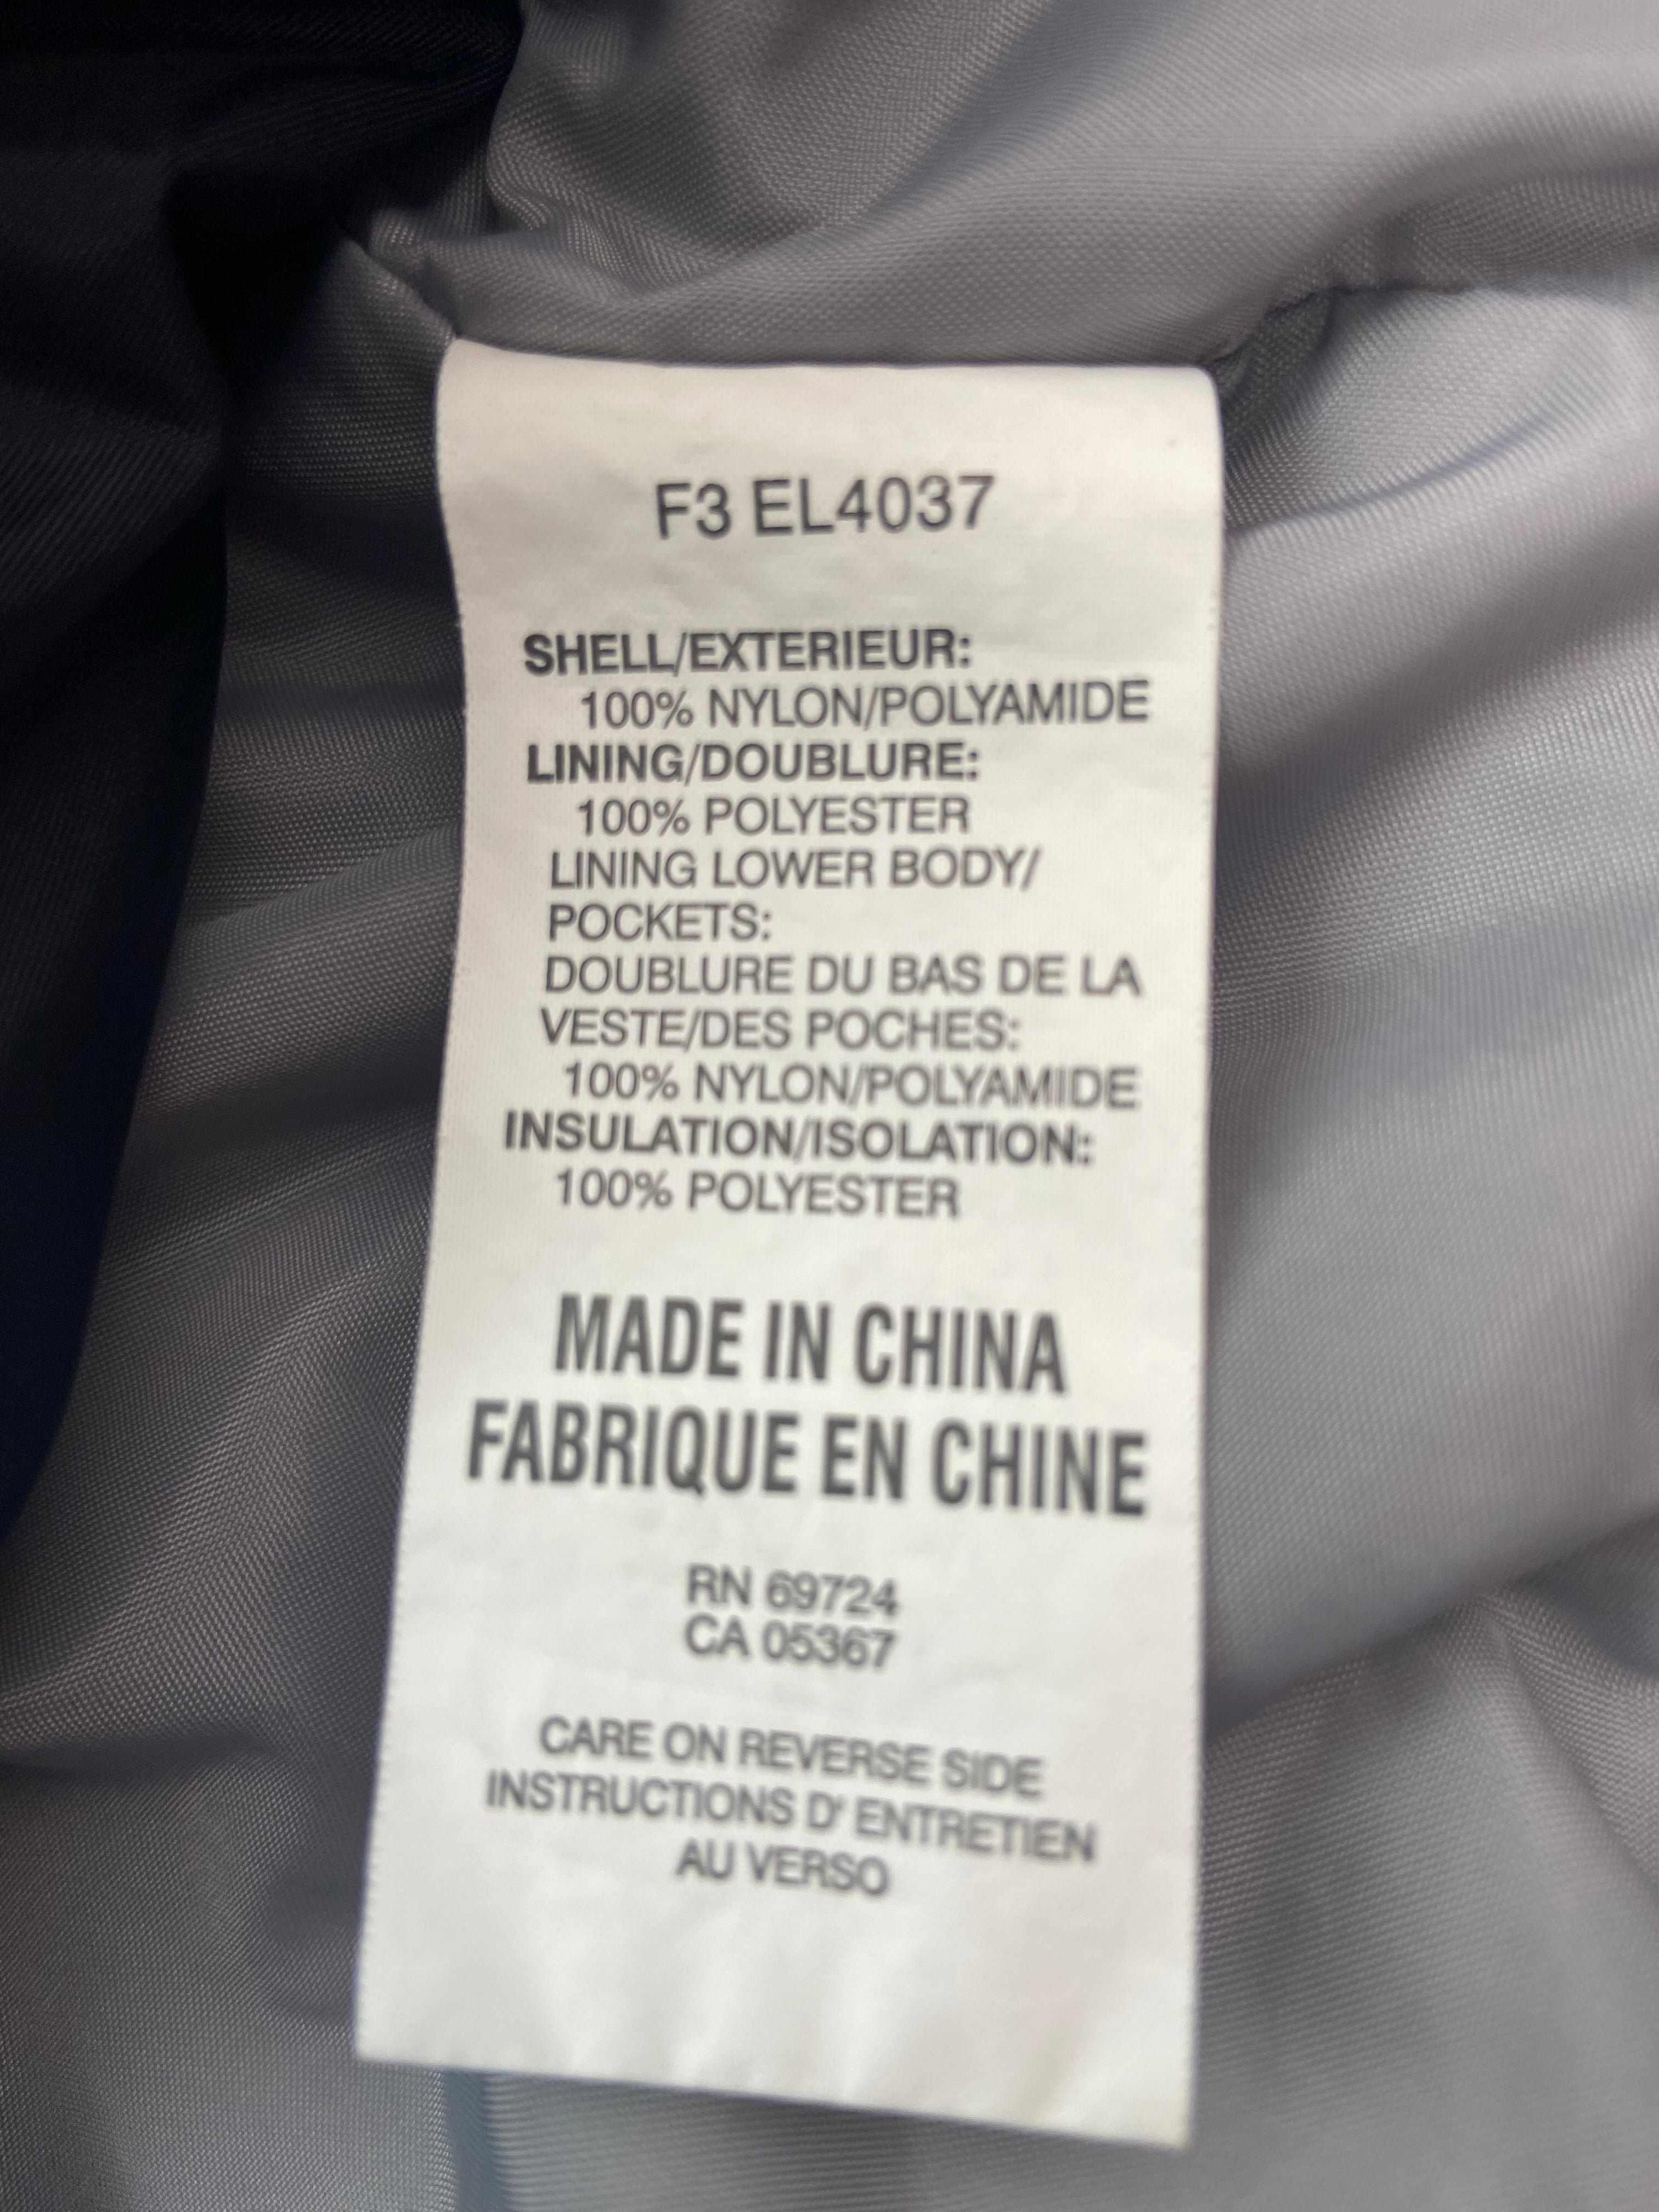 F3 EL4037
SHELL/EXTERIEUR:
100% NYLON/POLYAMIDE
LINING/DOUBLURE:
100% POLYESTER
LINING LOWER BODY/
POCKETS:
DOUBLURE DU BAS DE LA
VESTE/DES POCHES:
100% NYLON/POLYAMIDE
INSULATION/ISOLATION:
100% POLYESTER
MADE IN CHINA
FABRIQUE EN CHINE
RN 69724
CA 05367
CARE ON REVERSE SIDE
INSTRUCTIONS D' ENTRETIEN
AU VERSO